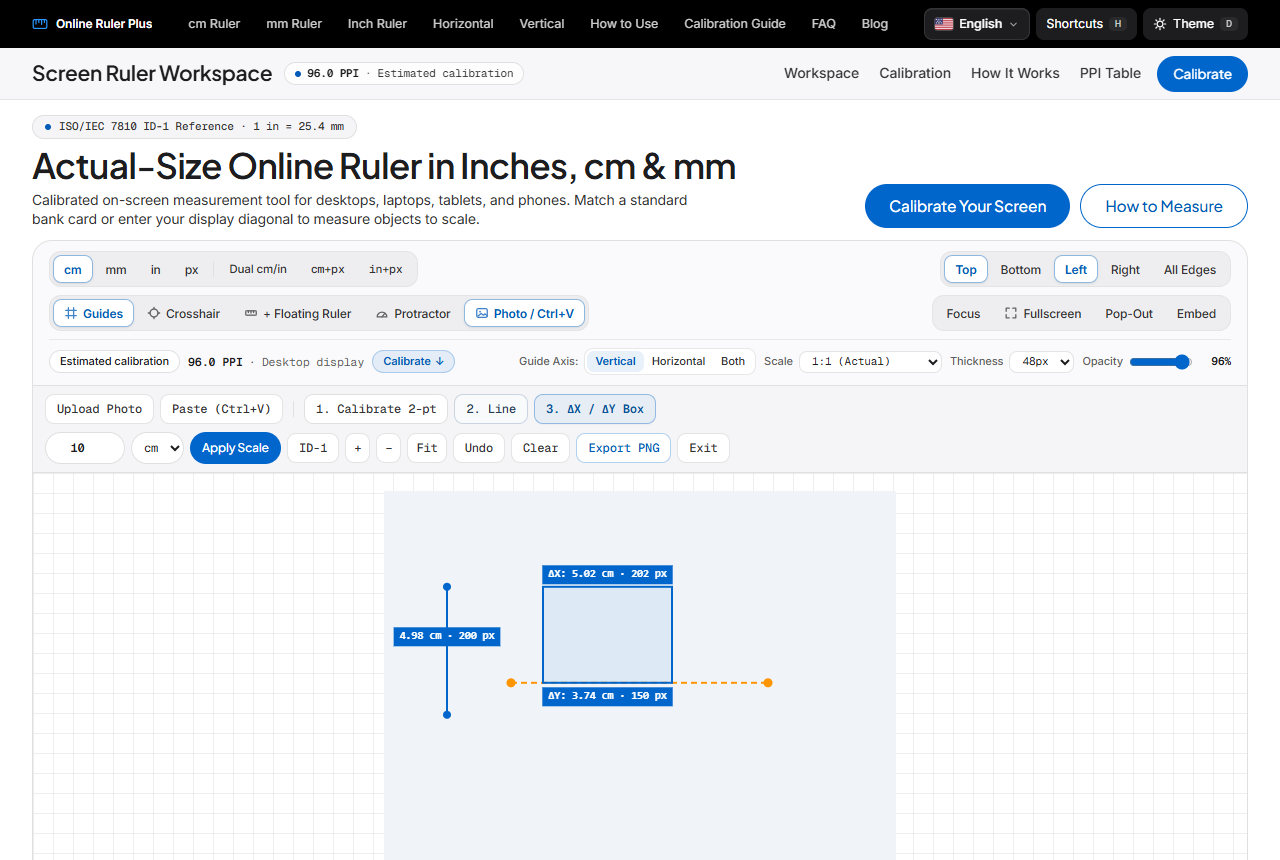 Online Ruler Plus cm Ruler mm Ruler Inch Ruler Horizontal Vertical How to Use Calibration Guide FAQ Blog English Shortcuts H Theme D
Screen Ruler Workspace 96.0 PPI · Estimated calibration Workspace Calibration How It Works PPI Table Calibrate
ISO/IEC 7810 ID-1 Reference · 1 in = 25.4 mm
Actual-Size Online Ruler in Inches, cm & mm
Calibrated on-screen measurement tool for desktops, laptops, tablets, and phones. Match a standard
bank card or enter your display diagonal to measure objects to scale.
Calibrate Your Screen How to Measure
cm mm in px Dual cm/in cm+px in+px Top Bottom Left Right All Edges
Guides Crosshair + Floating Ruler Protractor Photo / Ctrl+V Focus Fullscreen Pop-Out Embed
Estimated calibration 96.0 PPI · Desktop display Calibrate ↓ Guide Axis: Vertical Horizontal Both Scale 1:1 (Actual) Thickness 48px Opacity 96%
Upload Photo Paste (Ctrl+V) 1. Calibrate 2-pt 2. Line 3. ΔX / ΔY Box
10 cm Apply Scale ID-1 + − Fit Undo Clear Export PNG Exit
ΔX: 5.02 cm · 202 px
4.98 cm · 200 px
ΔY: 3.74 cm · 150 px